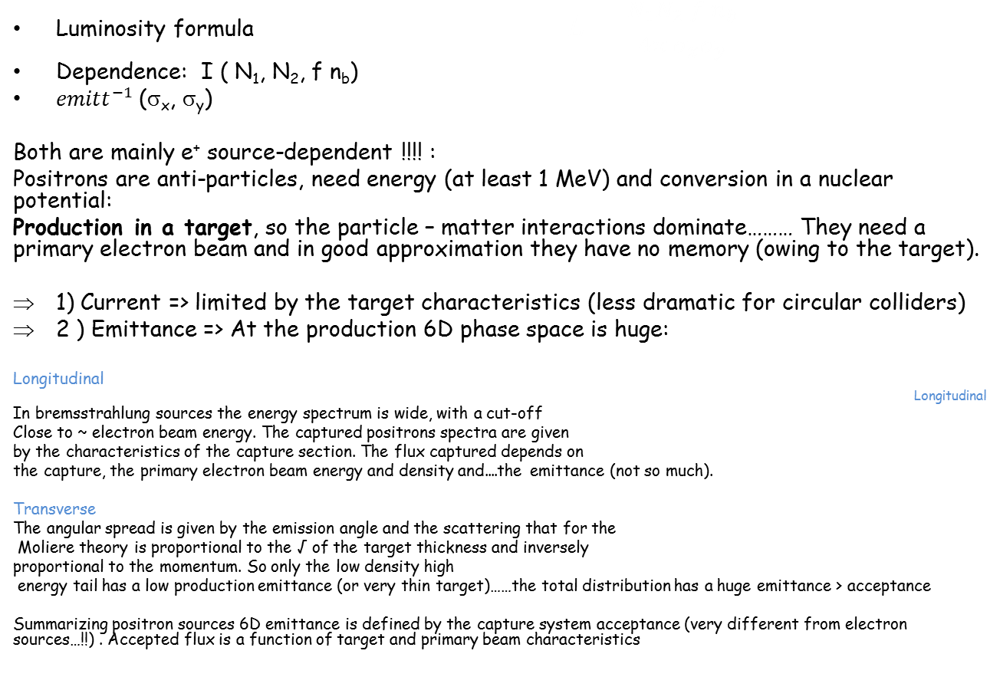 • Luminosity formula
• Dependence: I ( N₁, N₂, f n_b)
• emitt⁻¹ (σₓ, σ_y)
Both are mainly e⁺ source-dependent !!!! :
Positrons are anti-particles, need energy (at least 1 MeV) and conversion in a nuclear
potential:
Production in a target, so the particle – matter interactions dominate……… They need a
primary electron beam and in good approximation they have no memory (owing to the target).
⇒ 1) Current => limited by the target characteristics (less dramatic for circular colliders)
⇒ 2 ) Emittance => At the production 6D phase space is huge:
Longitudinal
Longitudinal
In bremsstrahlung sources the energy spectrum is wide, with a cut-off
Close to ~ electron beam energy. The captured positrons spectra are given
by the characteristics of the capture section. The flux captured depends on
the capture, the primary electron beam energy and density and….the emittance (not so much).
Transverse
The angular spread is given by the emission angle and the scattering that for the
Moliere theory is proportional to the √ of the target thickness and inversely
proportional to the momentum. So only the low density high
energy tail has a low production emittance (or very thin target)……the total distribution has a huge emittance > acceptance
Summarizing positron sources 6D emittance is defined by the capture system acceptance (very different from electron
sources…!!) . Accepted flux is a function of target and primary beam characteristics